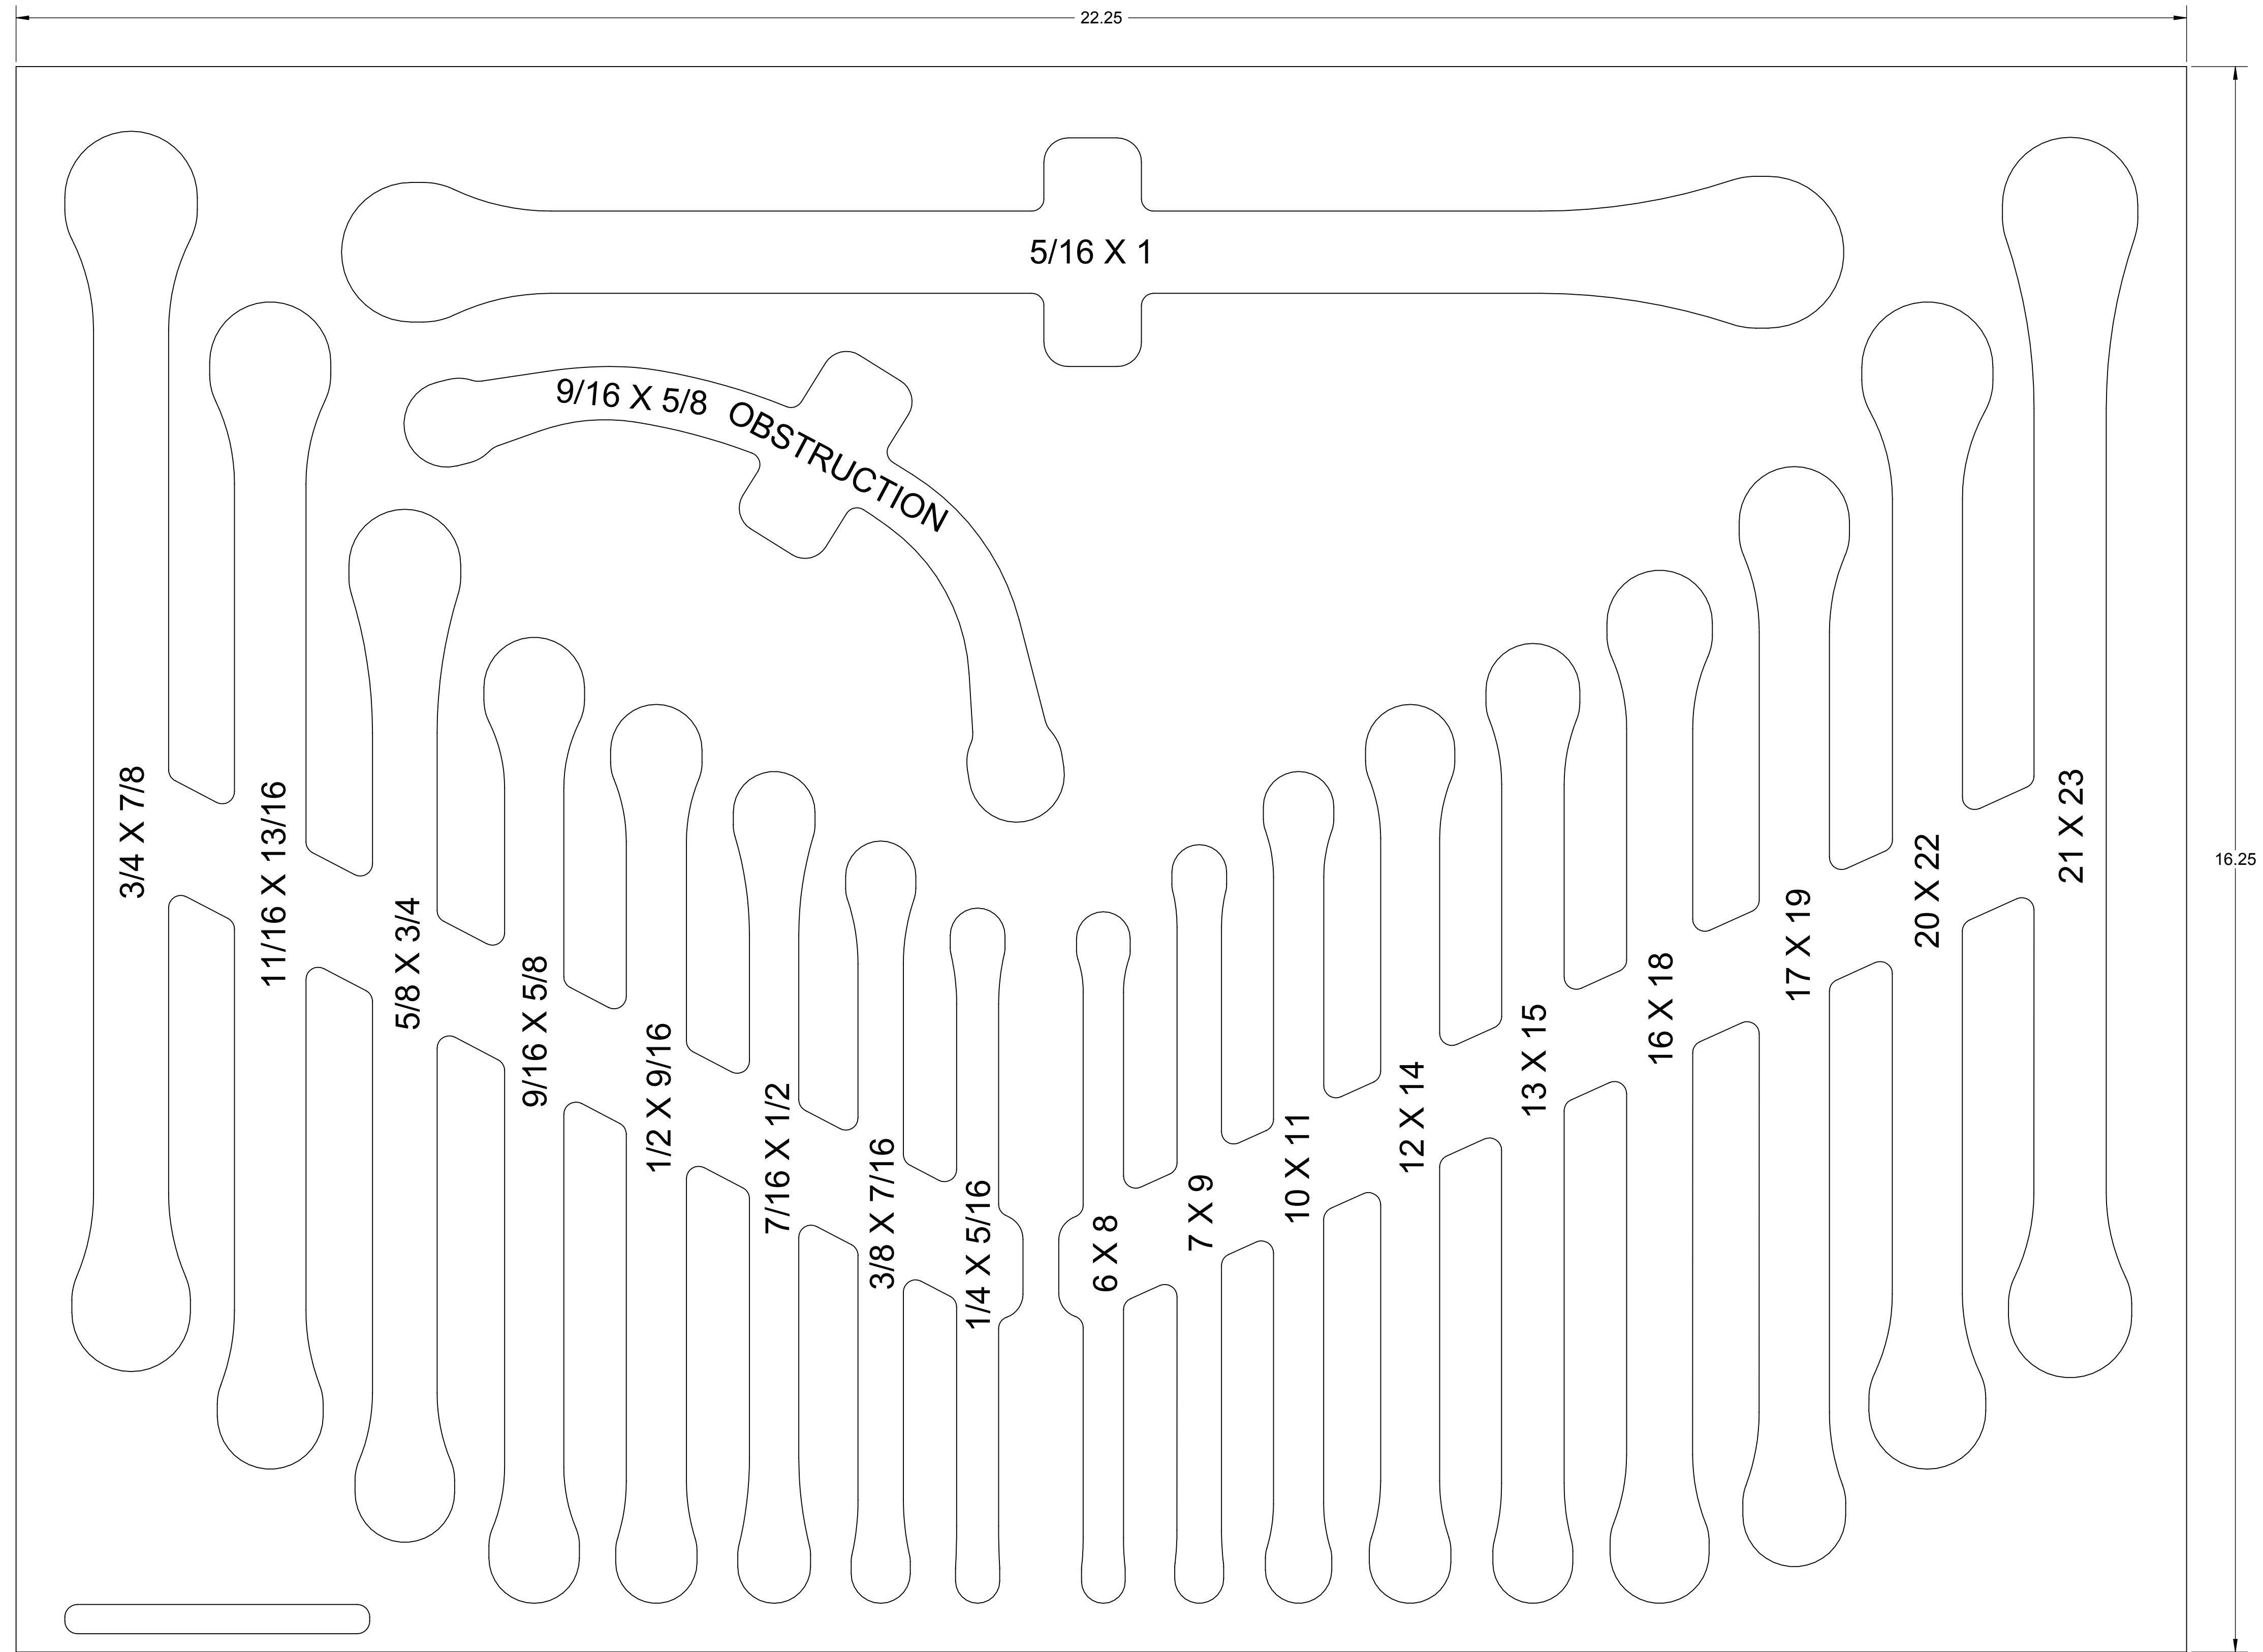 22.25
5/16 X 1
9/16 X 5/8 OBSTRUCTION
3/4 X 7/8
11/16 X 13/16
5/8 X 3/4
9/16 X 5/8
1/2 X 9/16
7/16 X 1/2
3/8 X 7/16
1/4 X 5/16
6 X 8
7 X 9
10 X 11
12 X 14
13 X 15
16 X 18
17 X 19
20 X 22
21 X 23
16.25